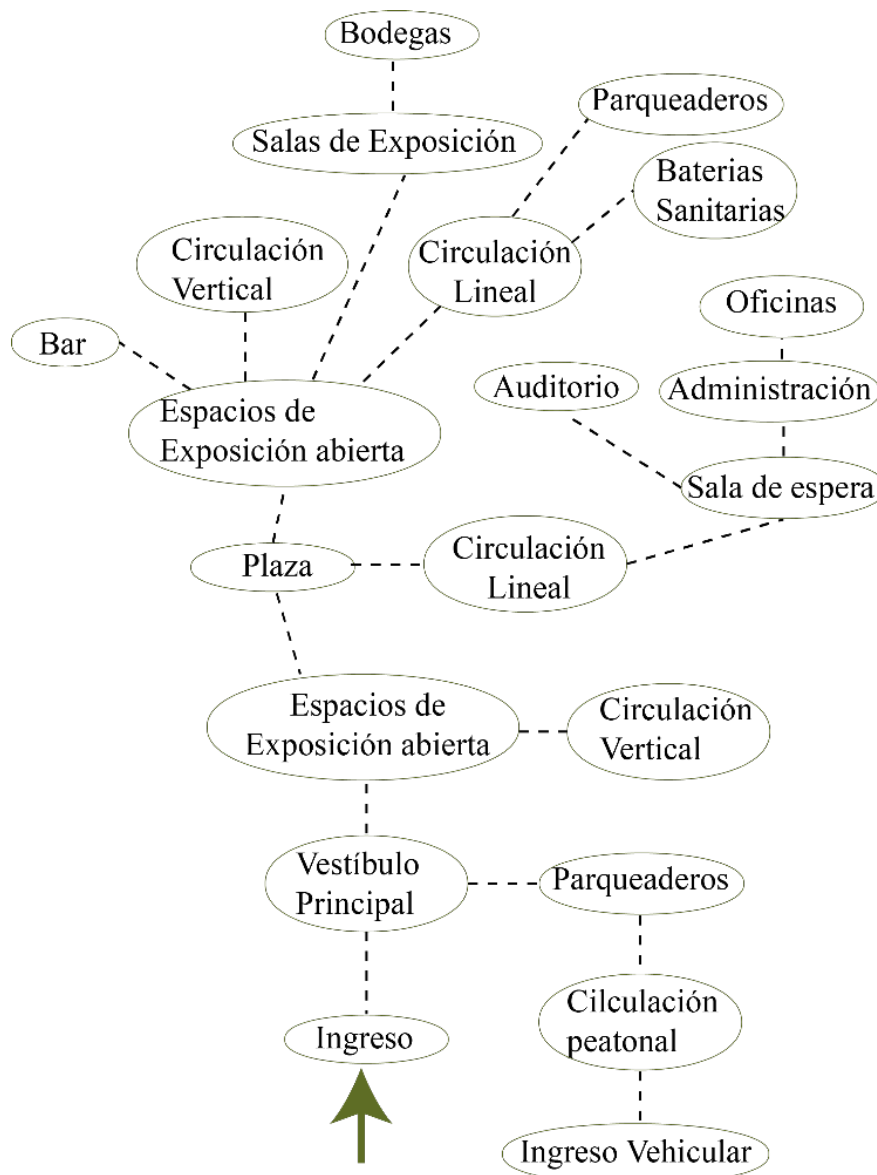 Bodegas
Parqueaderos
Salas de Exposición
Baterias
Sanitarias
Circulación
Vertical
Circulación
Lineal
Oficinas
Bar
Auditorio
Administración
Espacios de
Exposición abierta
Sala de espera
Plaza
Circulación
Lineal
Espacios de
Exposición abierta
Circulación
Vertical
Vestíbulo
Principal
Parqueaderos
Ingreso
Cilculación
peatonal
Ingreso Vehicular